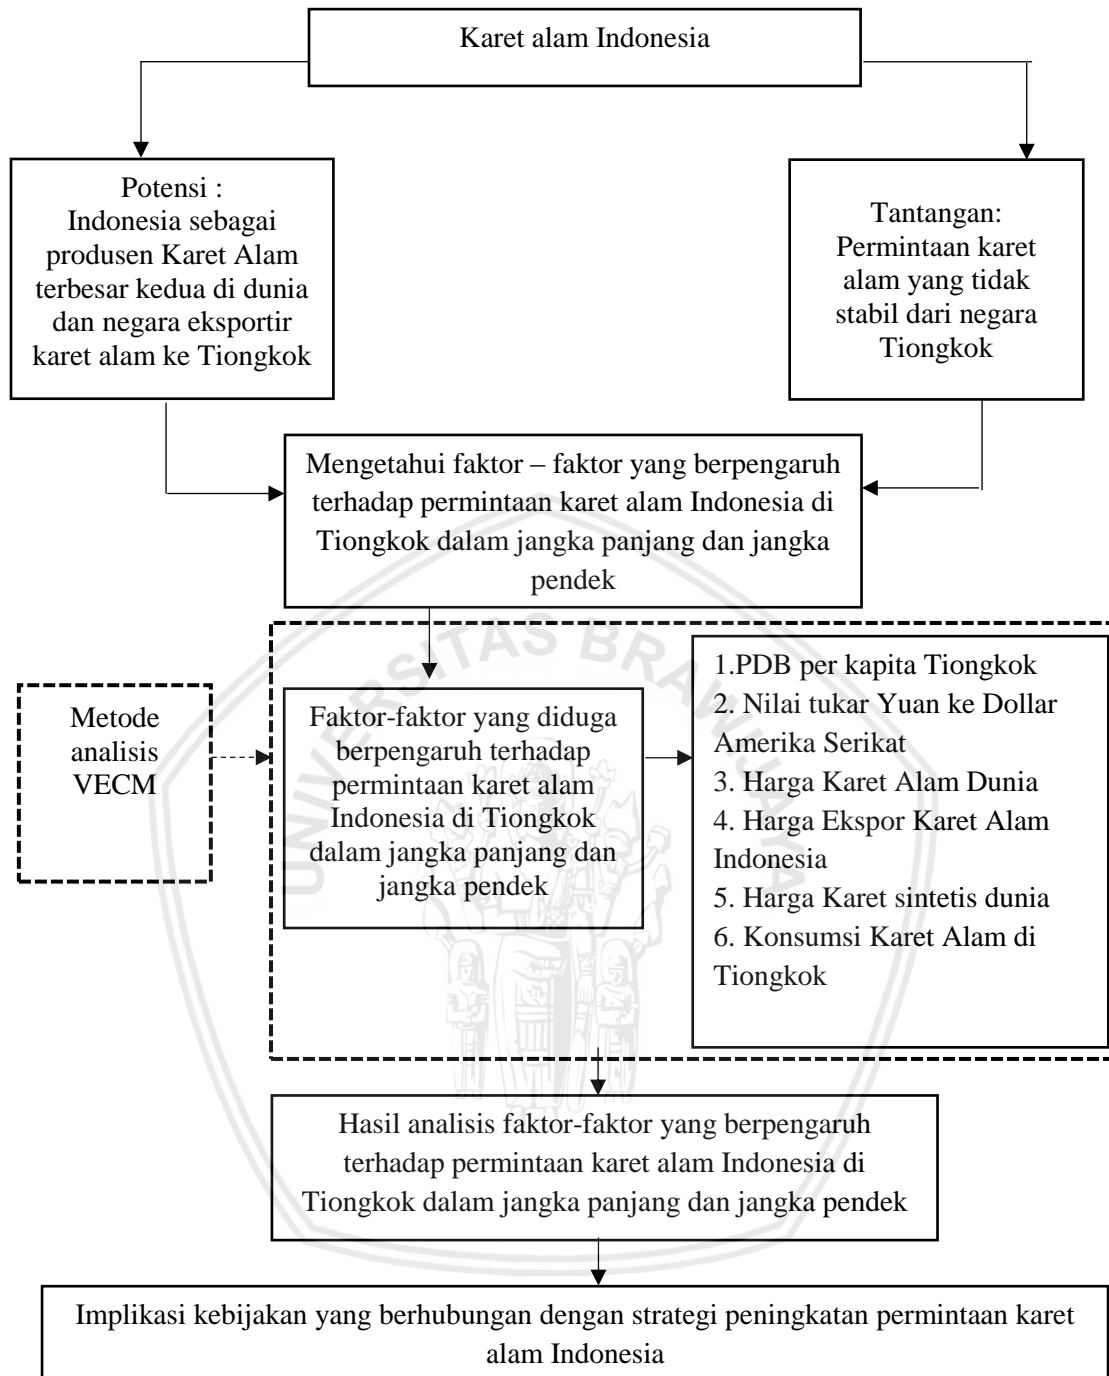 Karet alam Indonesia
Potensi :
Indonesia sebagai
produsen Karet Alam
terbesar kedua di dunia
dan negara eksportir
karet alam ke Tiongkok
Tantangan:
Permintaan karet
alam yang tidak
stabil dari negara
Tiongkok
Mengetahui faktor – faktor yang berpengaruh
terhadap permintaan karet alam Indonesia di
Tiongkok dalam jangka panjang dan jangka
pendek
Metode
analisis
VECM
Faktor-faktor yang diduga
berpengaruh terhadap
permintaan karet alam
Indonesia di Tiongkok
dalam jangka panjang dan
jangka pendek
1.PDB per kapita Tiongkok
2. Nilai tukar Yuan ke Dollar
Amerika Serikat
3. Harga Karet Alam Dunia
4. Harga Ekspor Karet Alam
Indonesia
5. Harga Karet sintetis dunia
6. Konsumsi Karet Alam di
Tiongkok
UNIVERSITAS BRAWIJAYA
Hasil analisis faktor-faktor yang berpengaruh
terhadap permintaan karet alam Indonesia di
Tiongkok dalam jangka panjang dan jangka pendek
Implikasi kebijakan yang berhubungan dengan strategi peningkatan permintaan karet
alam Indonesia